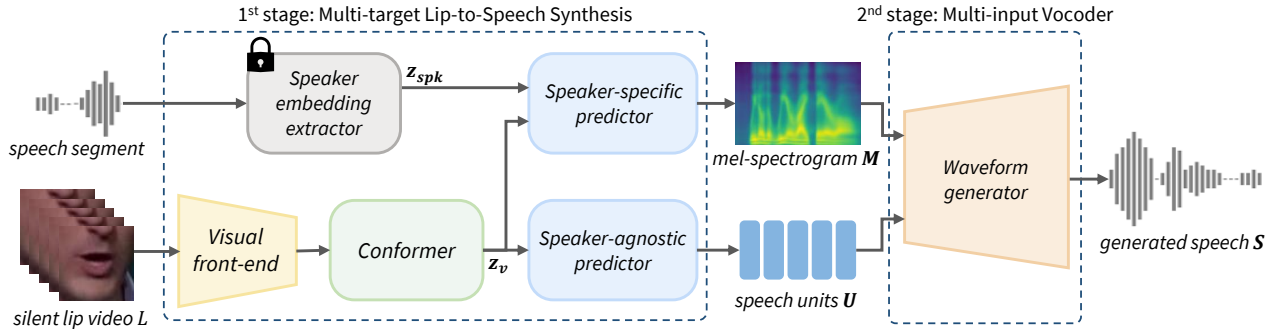 1st stage: Multi-target Lip-to-Speech Synthesis
2nd stage: Multi-input Vocoder
Speaker
embedding
extractor
z_spk
Speaker-specific
predictor
speech segment
mel-spectrogram M
Waveform
generator
Visual
front-end
Conformer
z_v
Speaker-agnostic
predictor
generated speech S
speech units U
silent lip video L